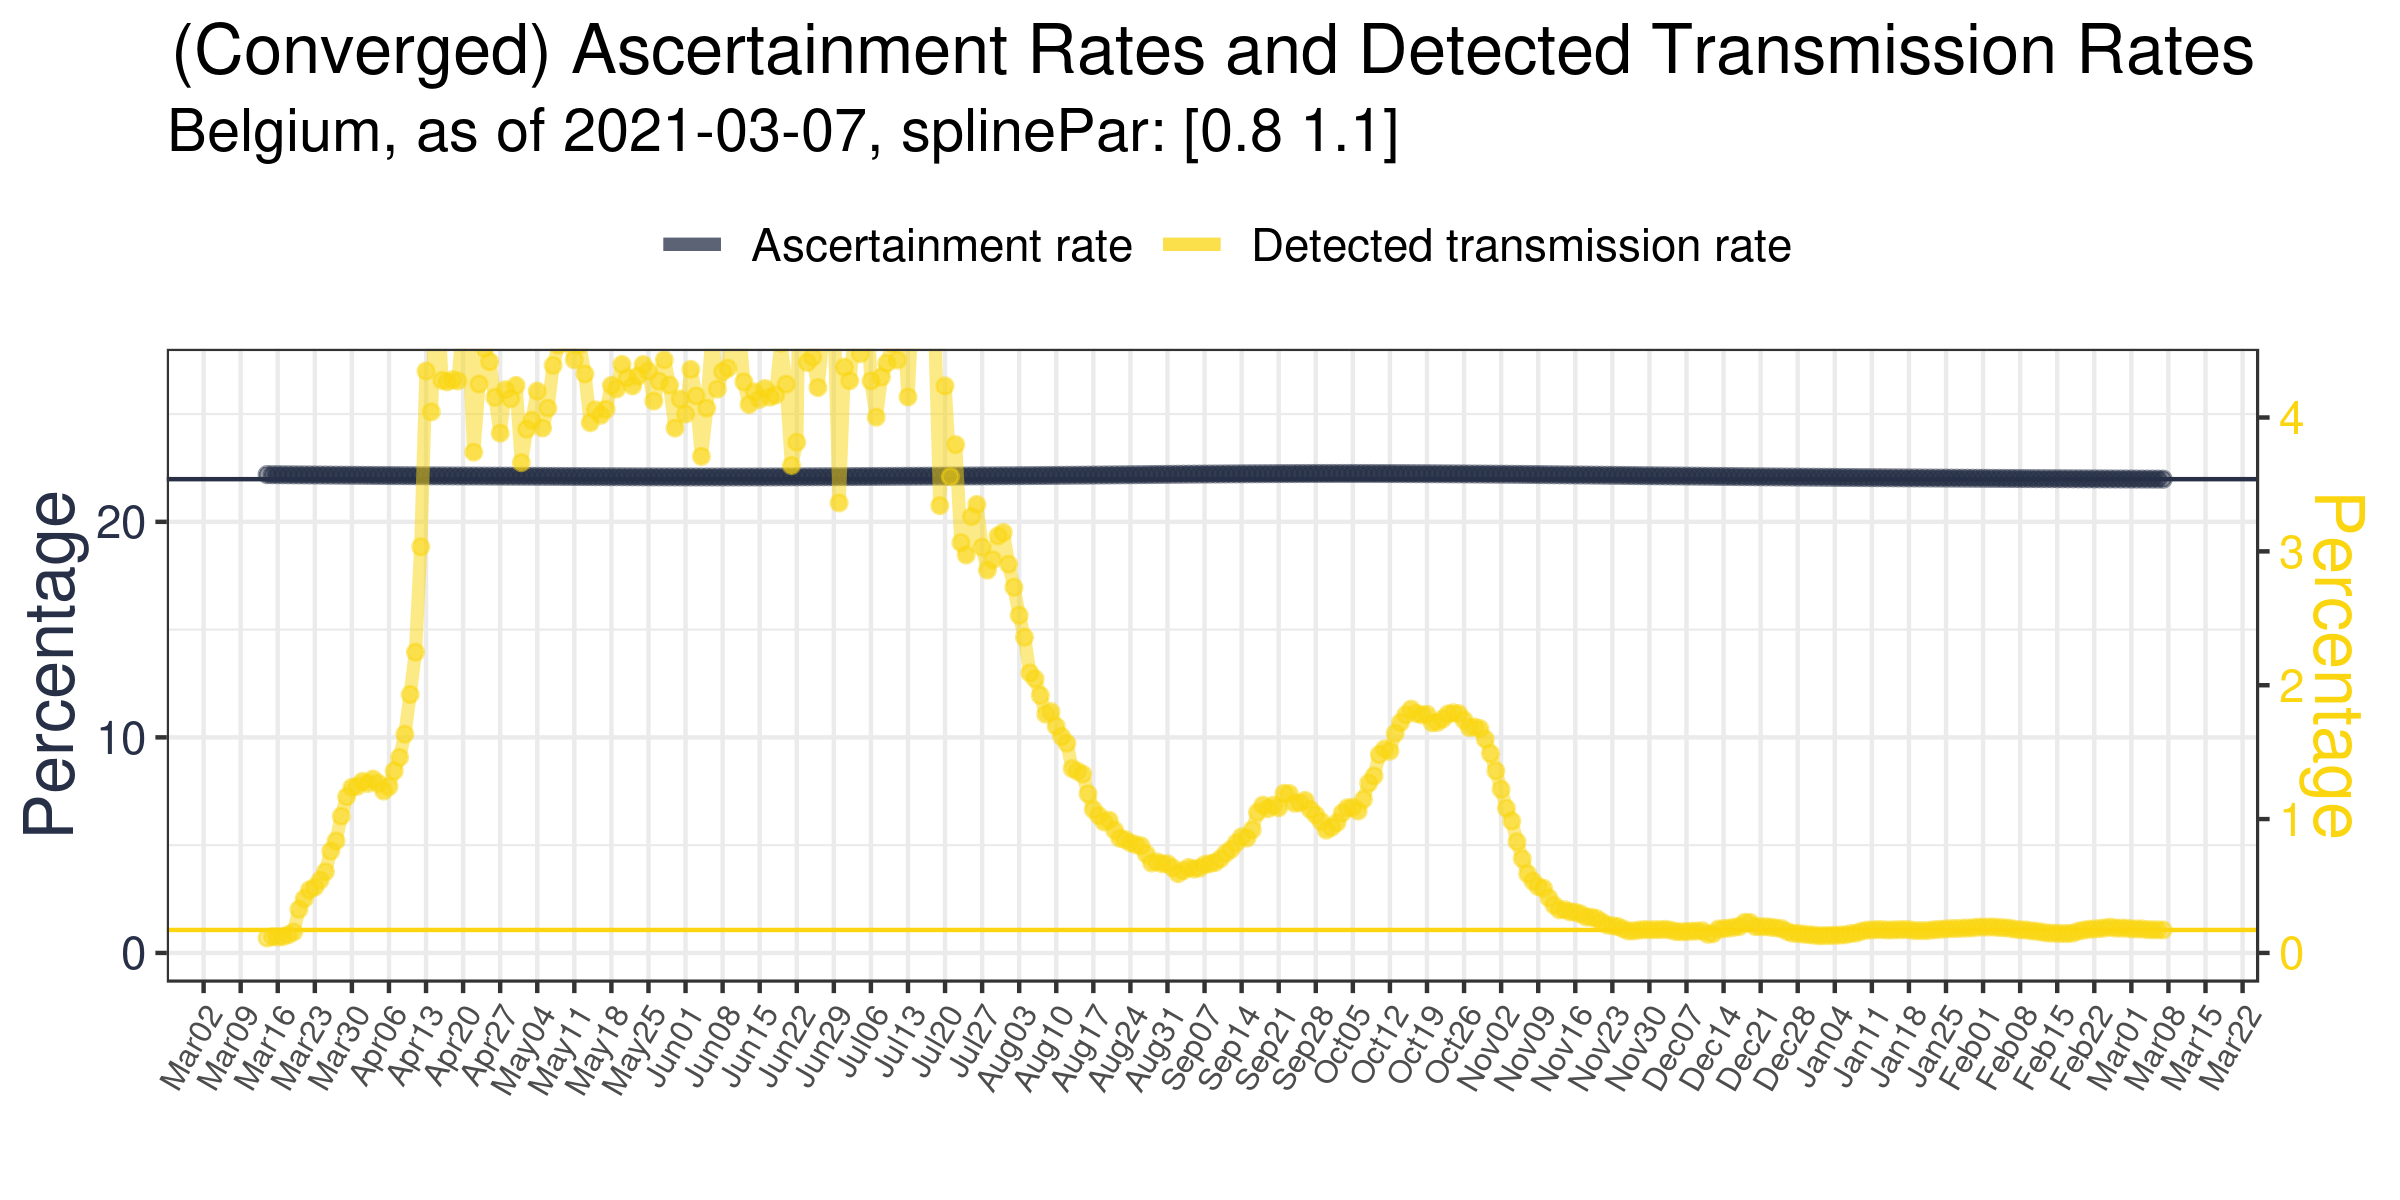 (Converged) Ascertainment Rates and Detected Transmission Rates
Belgium, as of 2021-03-07, splinePar: [0.8 1.1]
Ascertainment rate Detected transmission rate
Percentage
20
10
0
4
3
2
1
0
Percentage
Mar02 Mar09 Mar16 Mar23 Mar30 Apr06 Apr13 Apr20 Apr27 May04 May11 May18 May25 Jun01 Jun08 Jun15 Jun22 Jun29 Jul06 Jul13 Jul20 Jul27 Aug03 Aug10 Aug17 Aug24 Aug31 Sep07 Sep14 Sep21 Sep28 Oct05 Oct12 Oct19 Oct26 Nov02 Nov09 Nov16 Nov23 Nov30 Dec07 Dec14 Dec21 Dec28 Dec04 Jan11 Jan18 Jan25 Feb01 Feb08 Feb15 Feb22 Mar01 Mar08 Mar15 Mar22